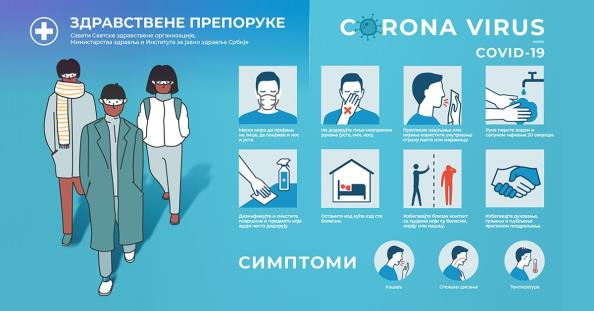 ЗДРАВСТВЕНЕ ПРЕПОРУКЕ
Савети Светске здравствене организације,
Министарства здравља и Института за јавно здравље Србије
CORONA VIRUS
COVID-19
Маска мора да пријања
на лице, да покрива и нос
и уста.
Не додирујте лице неопраним
рукама (уста, очи, нос).
Приликом кашљања или
кијања користите унутрашњу
страну лакта или марамицу.
Руке перите водом и
сапуном најмање 20 секунди.
Дезинфикујте и очистите
површине и предмете које
људи често додирују.
Останите код куће кад сте
болесни.
Избегавајте близак контакт
са људима који су болесни,
кијају или кашљу.
Избегавајте руковање,
грљење и љубљење
приликом поздрављања.
СИМПТОМИ
Кашаљ
Отежано дисање
Температура